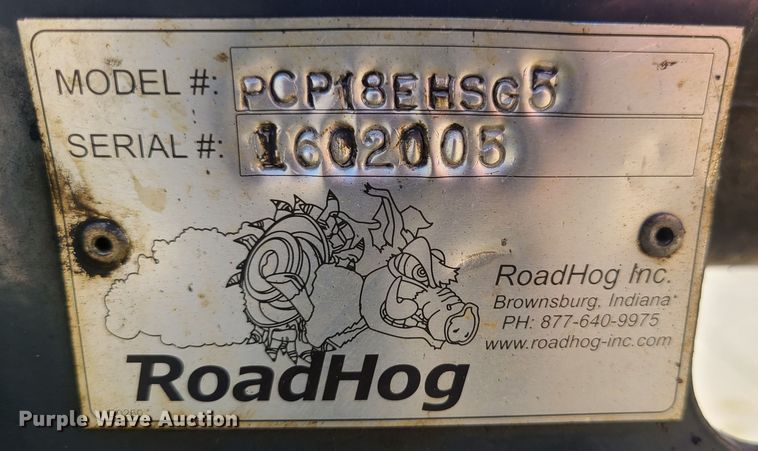 MODEL #: PCP18EHSG5
SERIAL #: 1602005
RoadHog Inc.
Brownsburg, Indiana
PH: 877-640-9975
www.roadhog-inc.com
RoadHog
Purple Wave Auction